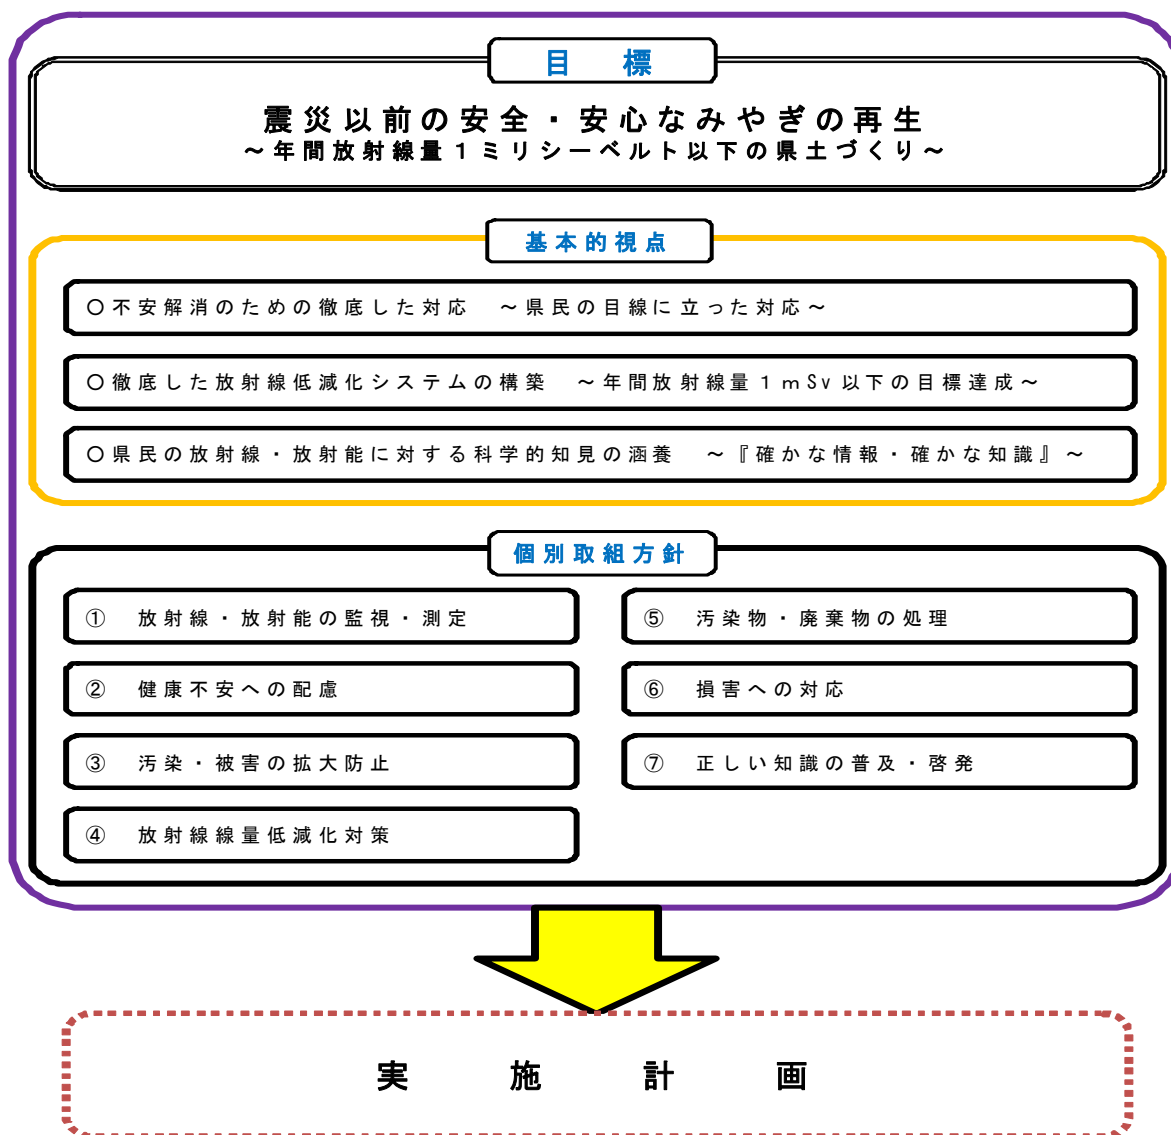 目　標
震災以前の安全・安心なみやぎの再生
～年間放射線量１ミリシーベルト以下の県土づくり～
基本的視点
〇不安解消のための徹底した対応　～県民の目線に立った対応～
〇徹底した放射線低減化システムの構築　～年間放射線量１ｍSv以下の目標達成～
〇県民の放射線・放射能に対する科学的知見の涵養　～『確かな情報・確かな知識』～
個別取組方針
①　放射線・放射能の監視・測定
②　健康不安への配慮
③　汚染・被害の拡大防止
④　放射線線量低減化対策
⑤　汚染物・廃棄物の処理
⑥　損害への対応
⑦　正しい知識の普及・啓発
実　施　計　画